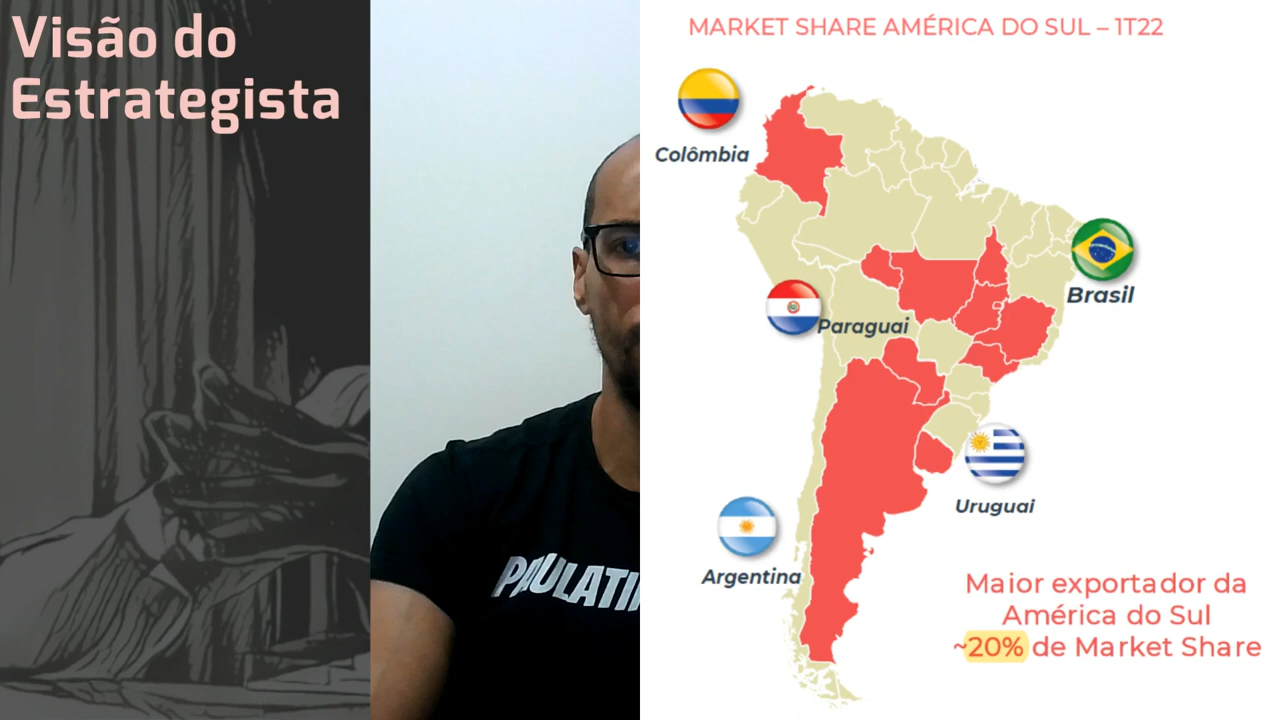 Visão do
Estrategista
MARKET SHARE AMÉRICA DO SUL – 1T22
Colômbia
Brasil
Paraguai
Uruguai
Argentina
Maior exportador da
América do Sul
~20% de Market Share